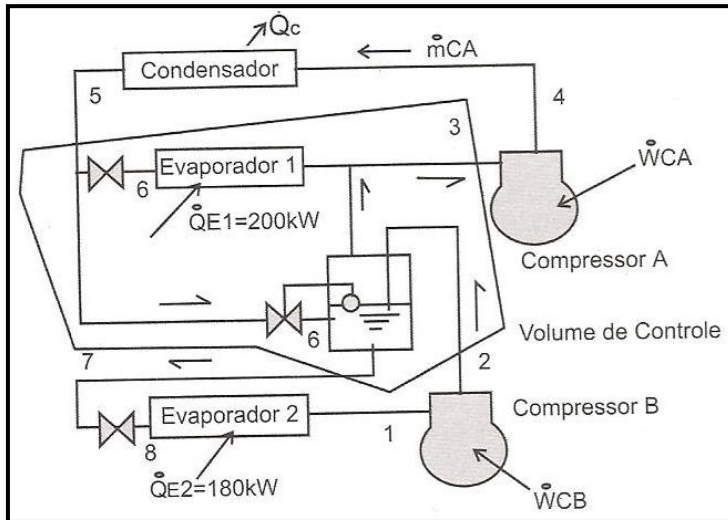 Q̇c
ṁCA
Condensador
5
4
3
Evaporador 1
6
ẆCA
Q̇E1=200kW
Compressor A
6
Volume de Controle
7
2
Evaporador 2
1
Compressor B
8
Q̇E2=180kW
ẆCB